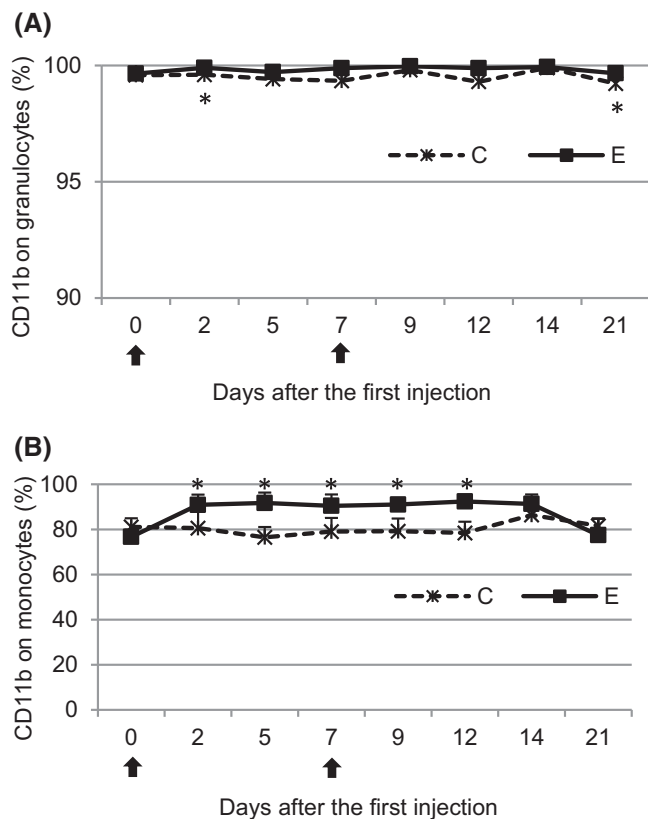 (A)
CD11b on granulocytes (%)
100
95
90
*
*
C E
0 2 5 7 9 12 14 21
Days after the first injection
(B)
CD11b on monocytes (%)
100
80
60
40
20
0
* * * * *
C E
0 2 5 7 9 12 14 21
Days after the first injection